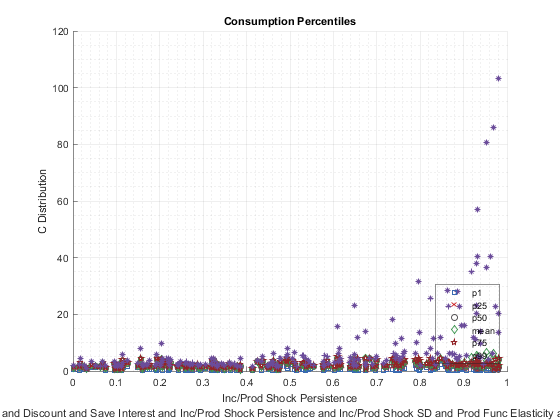 Consumption Percentiles
120
100
80
60
40
20
0
C Distribution
p1
p25
p50
mean
0 0.1 0.2 0.3 0.4 0.5 0.6 0.7 0.8 0.9 1
Inc/Prod Shock Persistence
and Discount and Save Interest and Inc/Prod Shock Persistence and Inc/Prod Shock SD and Prod Func Elasticity